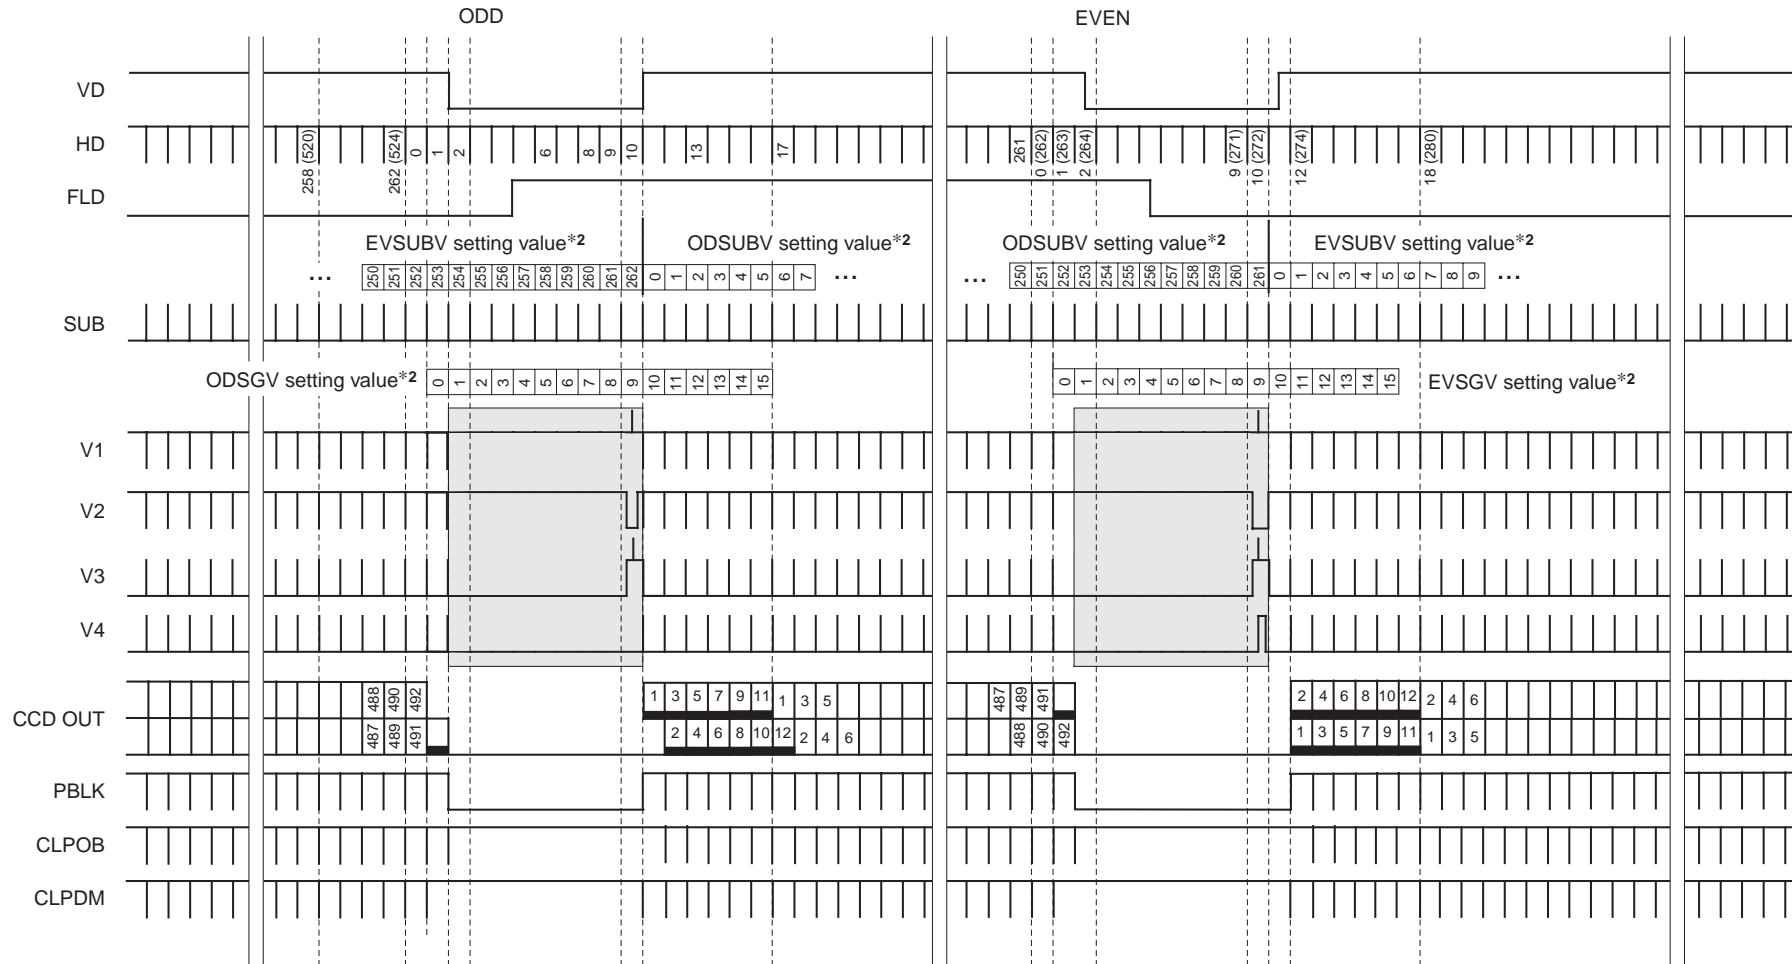 ODD EVEN
VD
HD 258 (520) 262 (524) 0 1 2 6 8 9 10 13 17 261 0 (262) 1 (263) 2 (264) 9 (271) 10 (272) 12 (274) 18 (280)
FLD
EVSUBV setting value*2 ODSUBV setting value*2 ODSUBV setting value*2 EVSUBV setting value*2
... 250 251 252 253 254 255 256 257 258 259 260 261 262 0 1 2 3 4 5 6 7 ... ... 250 251 252 253 254 255 256 257 258 259 260 261 0 1 2 3 4 5 6 7 8 9 ...
SUB
ODSGV setting value*2 0 1 2 3 4 5 6 7 8 9 10 11 12 13 14 15 0 1 2 3 4 5 6 7 8 9 10 11 12 13 14 15 EVSGV setting value*2
V1
V2
V3
V4
488 490 492 1 3 5 7 9 11 1 3 5 487 489 491 2 4 6 8 10 12 2 4 6
CCD OUT
487 489 491 2 4 6 8 10 12 2 4 6 488 490 492 1 3 5 7 9 11 1 3 5
PBLK
CLPOB
CLPDM